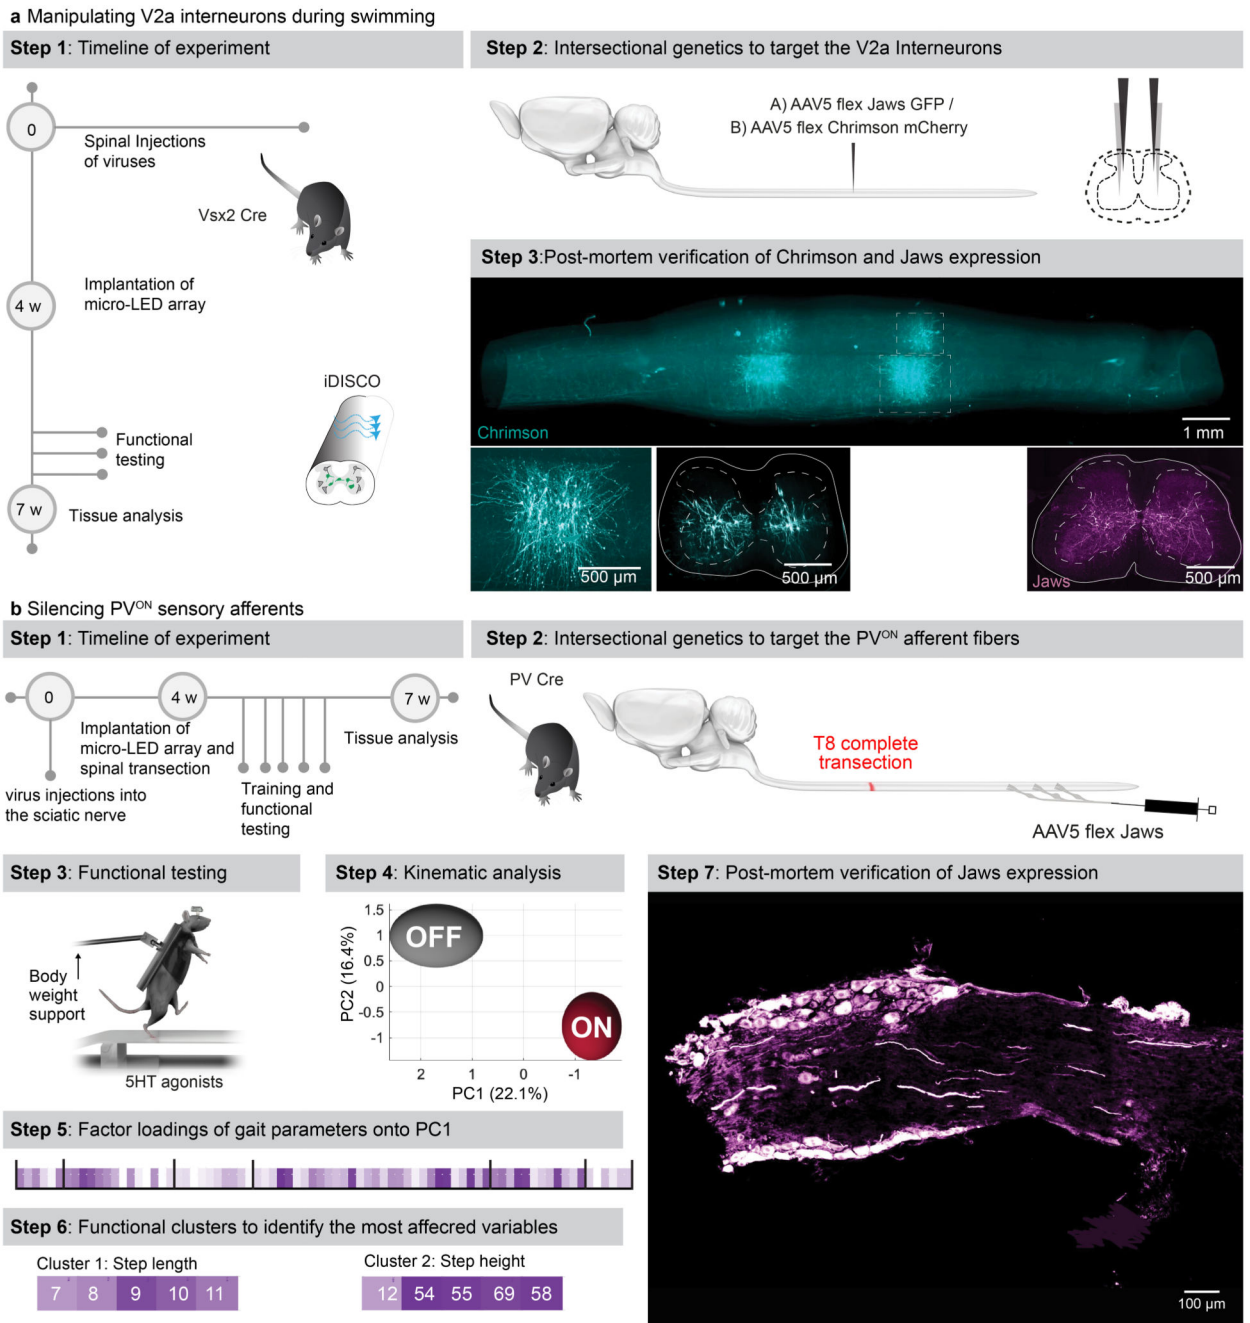 a Manipulating V2a interneurons during swimming
Step 1: Timeline of experiment
0
Spinal Injections
of viruses
Vsx2 Cre
4 w
Implantation of
micro-LED array
iDISCO
Functional
testing
7 w
Tissue analysis
Step 2: Intersectional genetics to target the V2a Interneurons
A) AAV5 flex Jaws GFP /
B) AAV5 flex Chrimson mCherry
Step 3:Post-mortem verification of Chrimson and Jaws expression
Chrimson
1 mm
500 µm
500 µm
Jaws
500 µm
b Silencing PVON sensory afferents
Step 1: Timeline of experiment
0
4 w
7 w
Implantation of
micro-LED array and
spinal transection
Tissue analysis
virus injections into
the sciatic nerve
Training and
functional
testing
Step 2: Intersectional genetics to target the PVON afferent fibers
PV Cre
T8 complete
transection
AAV5 flex Jaws
Step 3: Functional testing
Body
weight
support
5HT agonists
Step 4: Kinematic analysis
1.5
1
0.5
0
-0.5
-1
PC2 (16.4%)
OFF
ON
2
1
0
-1
PC1 (22.1%)
Step 5: Factor loadings of gait parameters onto PC1
Step 6: Functional clusters to identify the most affecred variables
Cluster 1: Step length
7 8 9 10 11
Cluster 2: Step height
12 54 55 69 58
Step 7: Post-mortem verification of Jaws expression
100 µm